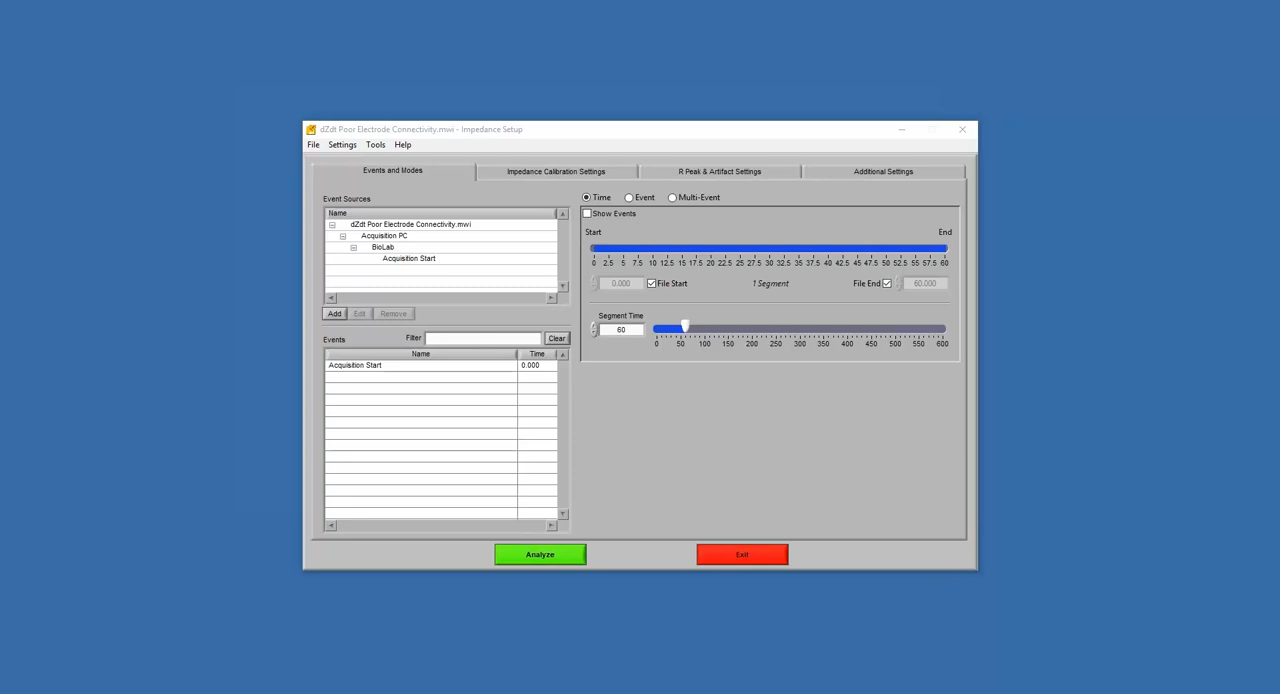 dZdt Poor Electrode Connectivity.mwi - Impedance Setup
File Settings Tools Help
Events and Modes Impedance Calibration Settings R Peak & Artifact Settings Additional Settings
Event Sources
Name
dZdt Poor Electrode Connectivity.mwi
Acquisition PC
BioLab
Acquisition Start
Add Edit Remove
Events Filter Clear
Name Time
Acquisition Start 0.000
Time Event Multi-Event
Show Events
Start End
0 2.5 5 7.5 10 12.5 15 17.5 20 22.5 25 27.5 30 32.5 35 37.5 40 42.5 45 47.5 50 52.5 55 57.5 60
0.000 File Start 1 Segment File End 60.000
Segment Time
60
0 50 100 150 200 250 300 350 400 450 500 550 600
Analyze Exit